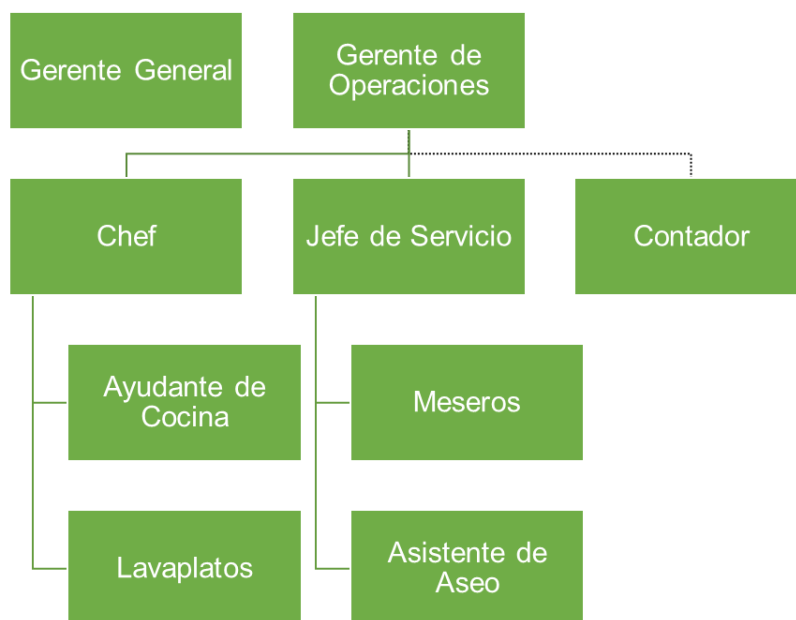 Gerente General
Gerente de
Operaciones
Chef
Jefe de Servicio
Contador
Ayudante de
Cocina
Meseros
Lavaplatos
Asistente de
Aseo